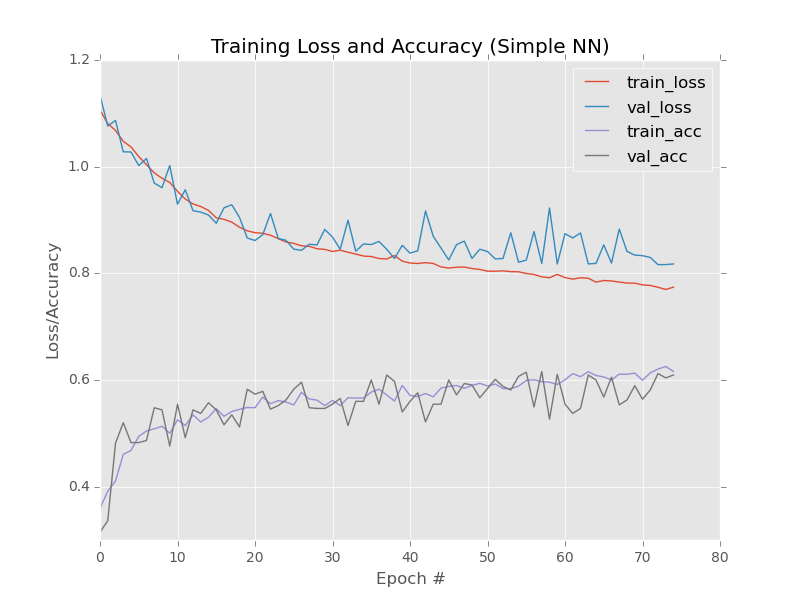 Training Loss and Accuracy (Simple NN)
1.2
1.0
0.8
0.6
0.4
Loss/Accuracy
train_loss
val_loss
train_acc
val_acc
0 10 20 30 40 50 60 70 80
Epoch #